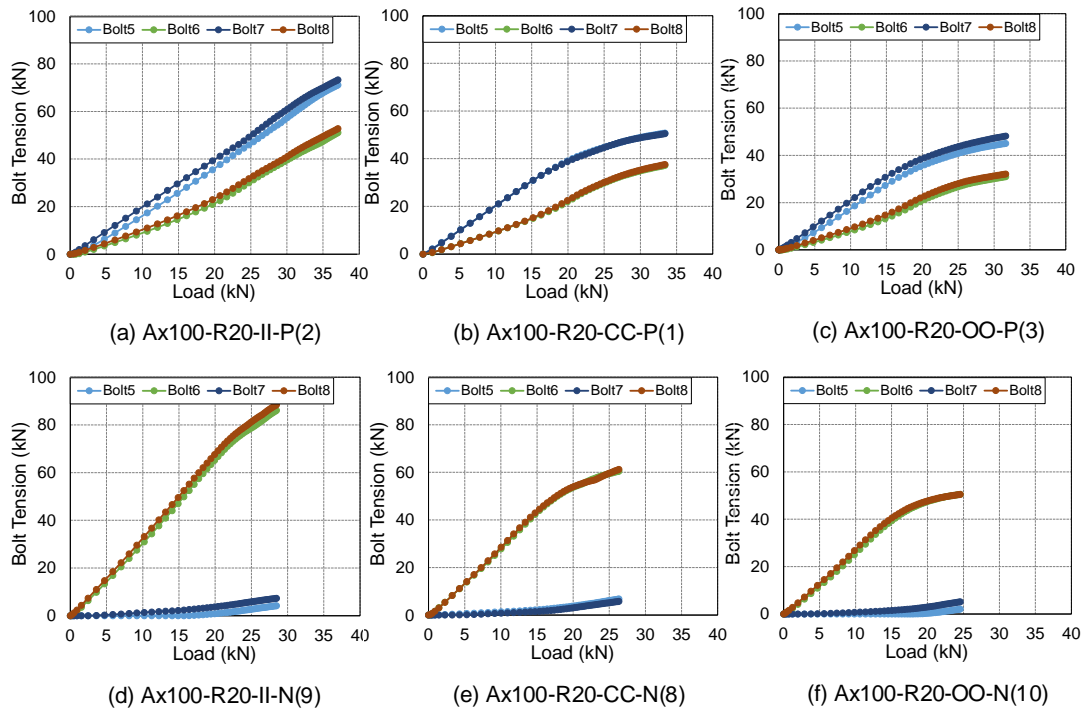 Bolt5 Bolt6 Bolt7 Bolt8
100
80
60
40
20
0
Bolt Tension (kN)
0 5 10 15 20 25 30 35 40
Load (kN)
(a) Ax100-R20-II-P(2)
Bolt5 Bolt6 Bolt7 Bolt8
100
80
60
40
20
0
Bolt Tension (kN)
0 5 10 15 20 25 30 35 40
Load (kN)
(b) Ax100-R20-CC-P(1)
Bolt5 Bolt6 Bolt7 Bolt8
100
80
60
40
20
0
Bolt Tension (kN)
0 5 10 15 20 25 30 35 40
Load (kN)
(c) Ax100-R20-OO-P(3)
Bolt5 Bolt6 Bolt7 Bolt8
100
80
60
40
20
0
Bolt Tension (kN)
0 5 10 15 20 25 30 35 40
Load (kN)
(d) Ax100-R20-II-N(9)
Bolt5 Bolt6 Bolt7 Bolt8
100
80
60
40
20
0
Bolt Tension (kN)
0 5 10 15 20 25 30 35 40
Load (kN)
(e) Ax100-R20-CC-N(8)
Bolt5 Bolt6 Bolt7 Bolt8
100
80
60
40
20
0
Bolt Tension (kN)
0 5 10 15 20 25 30 35 40
Load (kN)
(f) Ax100-R20-OO-N(10)